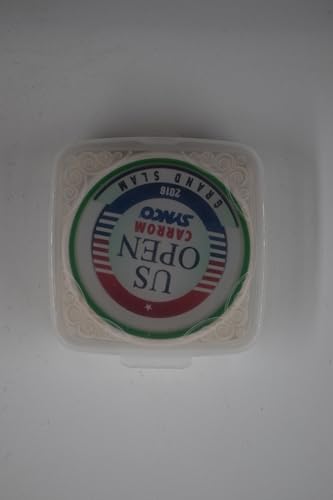 US
OPEN
CARROM
SYNCO
2018
GRAND SLAM